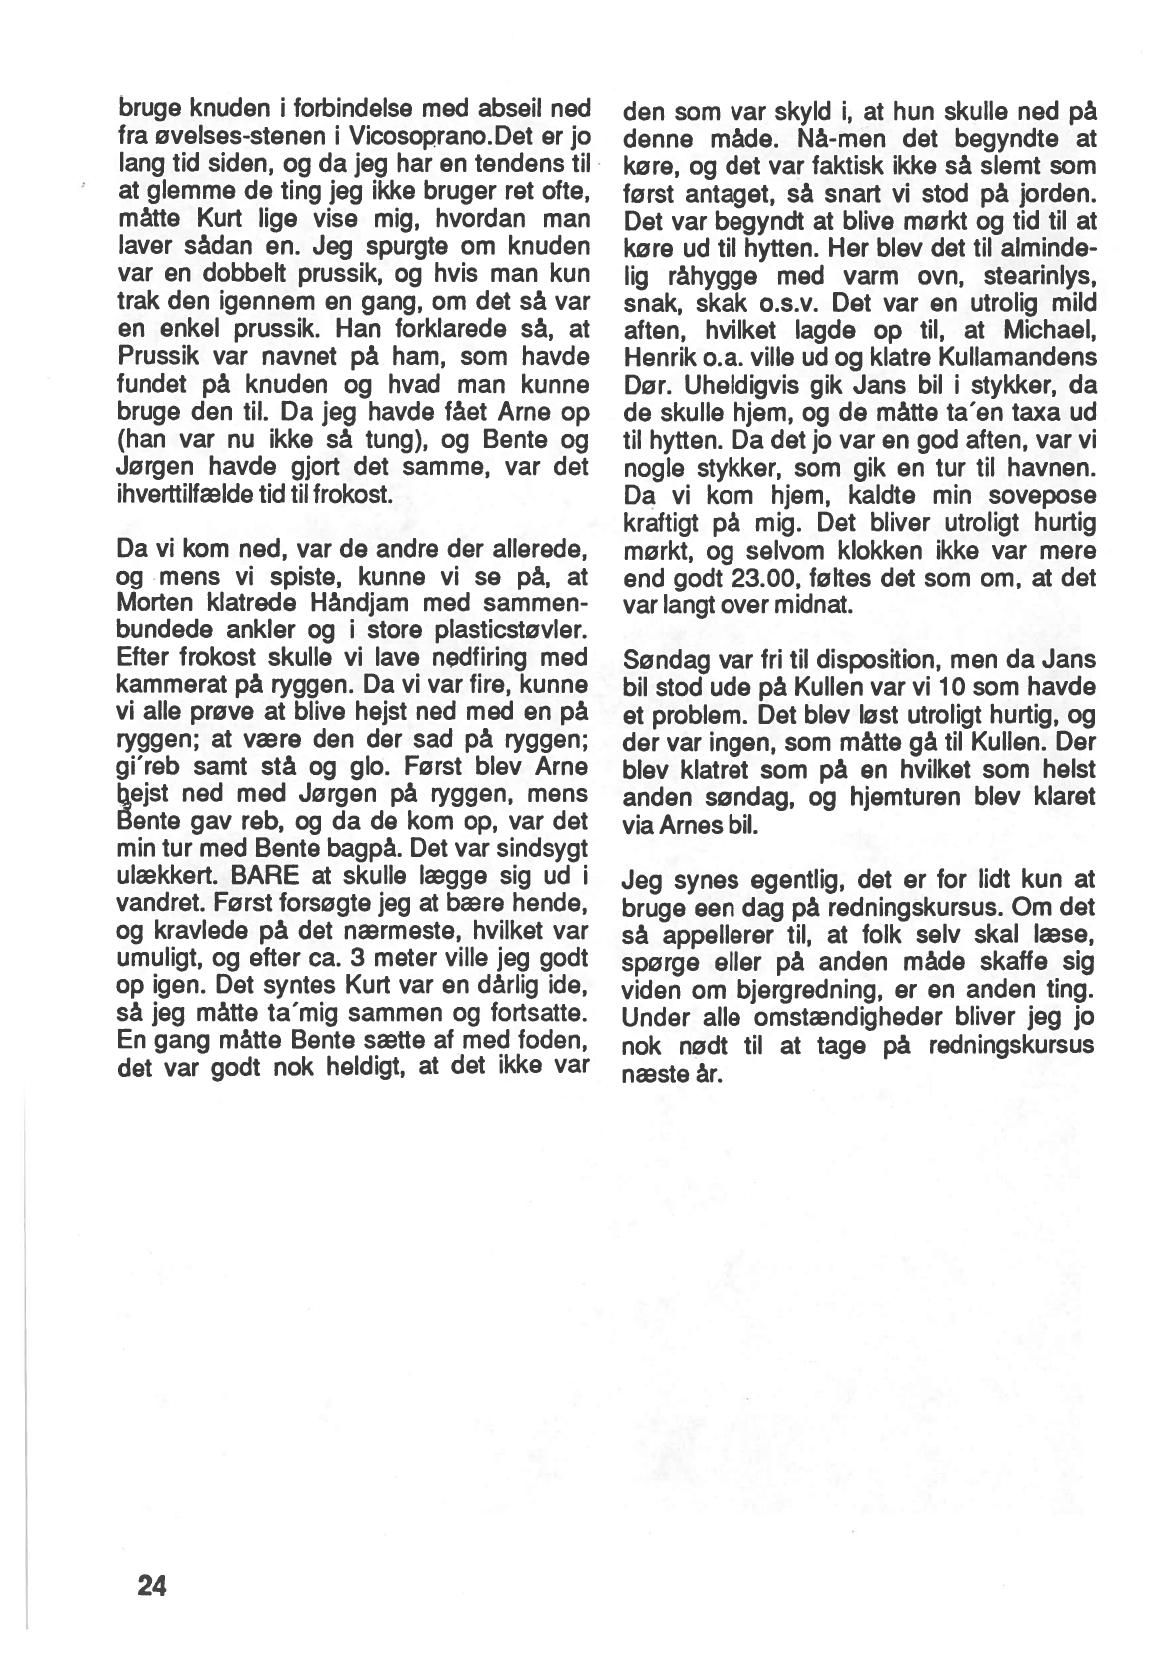 bruge knuden i forbindelse med abseil ned
fra øvelses-stenen i Vicosoprano.Det er jo
lang tid siden, og da jeg har en tendens til
at glemme de ting jeg ikke bruger ret ofte,
måtte Kurt lige vise mig, hvordan man
laver sådan en. Jeg spurgte om knuden
var en dobbelt prussik, og hvis man kun
trak den igennem en gang, om det så var
en enkel prussik. Han forklarede så, at
Prussik var navnet på ham, som havde
fundet på knuden og hvad man kunne
bruge den til. Da jeg havde fået Arne op
(han var nu ikke så tung), og Bente og
Jørgen havde gjort det samme, var det
ihverttilfælde tid til frokost.

Da vi kom ned, var de andre der allerede,
og mens vi spiste, kunne vi se på, at
Morten klatrede Håndjam med sammen-
bundede ankler og i store plasticstøvler.
Efter frokost skulle vi lave nedfiring med
kammerat på ryggen. Da vi var fire, kunne
vi alle prøve at blive hejst ned med en på
ryggen; at være den der sad på ryggen;
gi´reb samt stå og glo. Først blev Arne
hejst ned med Jørgen på ryggen, mens
Bente gav reb, og da de kom op, var det
min tur med Bente bagpå. Det var sindsygt
ulækkert. BARE at skulle lægge sig ud i
vandret. Først forsøgte jeg at bære hende,
og kravlede på det nærmeste, hvilket var
umuligt, og efter ca. 3 meter ville jeg godt
op igen. Det syntes Kurt var en dårlig ide,
så jeg måtte ta´mig sammen og fortsatte.
En gang måtte Bente sætte af med foden,
det var godt nok heldigt, at det ikke var

den som var skyld i, at hun skulle ned på
denne måde. Nå-men det begyndte at
køre, og det var faktisk ikke så slemt som
først antaget, så snart vi stod på jorden.
Det var begyndt at blive mørkt og tid til at
køre ud til hytten. Her blev det til alminde-
lig råhygge med varm ovn, stearinlys,
snak, skak o.s.v. Det var en utrolig mild
aften, hvilket lagde op til, at Michael,
Henrik o.a. ville ud og klatre Kullamandens
Dør. Uheldigvis gik Jans bil i stykker, da
de skulle hjem, og de måtte ta´en taxa ud
til hytten. Da det jo var en god aften, var vi
nogle stykker, som gik en tur til havnen.
Da vi kom hjem, kaldte min sovepose
kraftigt på mig. Det bliver utroligt hurtig
mørkt, og selvom klokken ikke var mere
end godt 23.00, føltes det som om, at det
var langt over midnat.

Søndag var fri til disposition, men da Jans
bil stod ude på Kullen var vi 10 som havde
et problem. Det blev løst utroligt hurtig, og
der var ingen, som måtte gå til Kullen. Der
blev klatret som på en hvilket som helst
anden søndag, og hjemturen blev klaret
via Arnes bil.

Jeg synes egentlig, det er for lidt kun at
bruge een dag på redningskursus. Om det
så appellerer til, at folk selv skal læse,
spørge eller på anden måde skaffe sig
viden om bjergredning, er en anden ting.
Under alle omstændigheder bliver jeg jo
nok nødt til at tage på redningskursus
næste år.

24